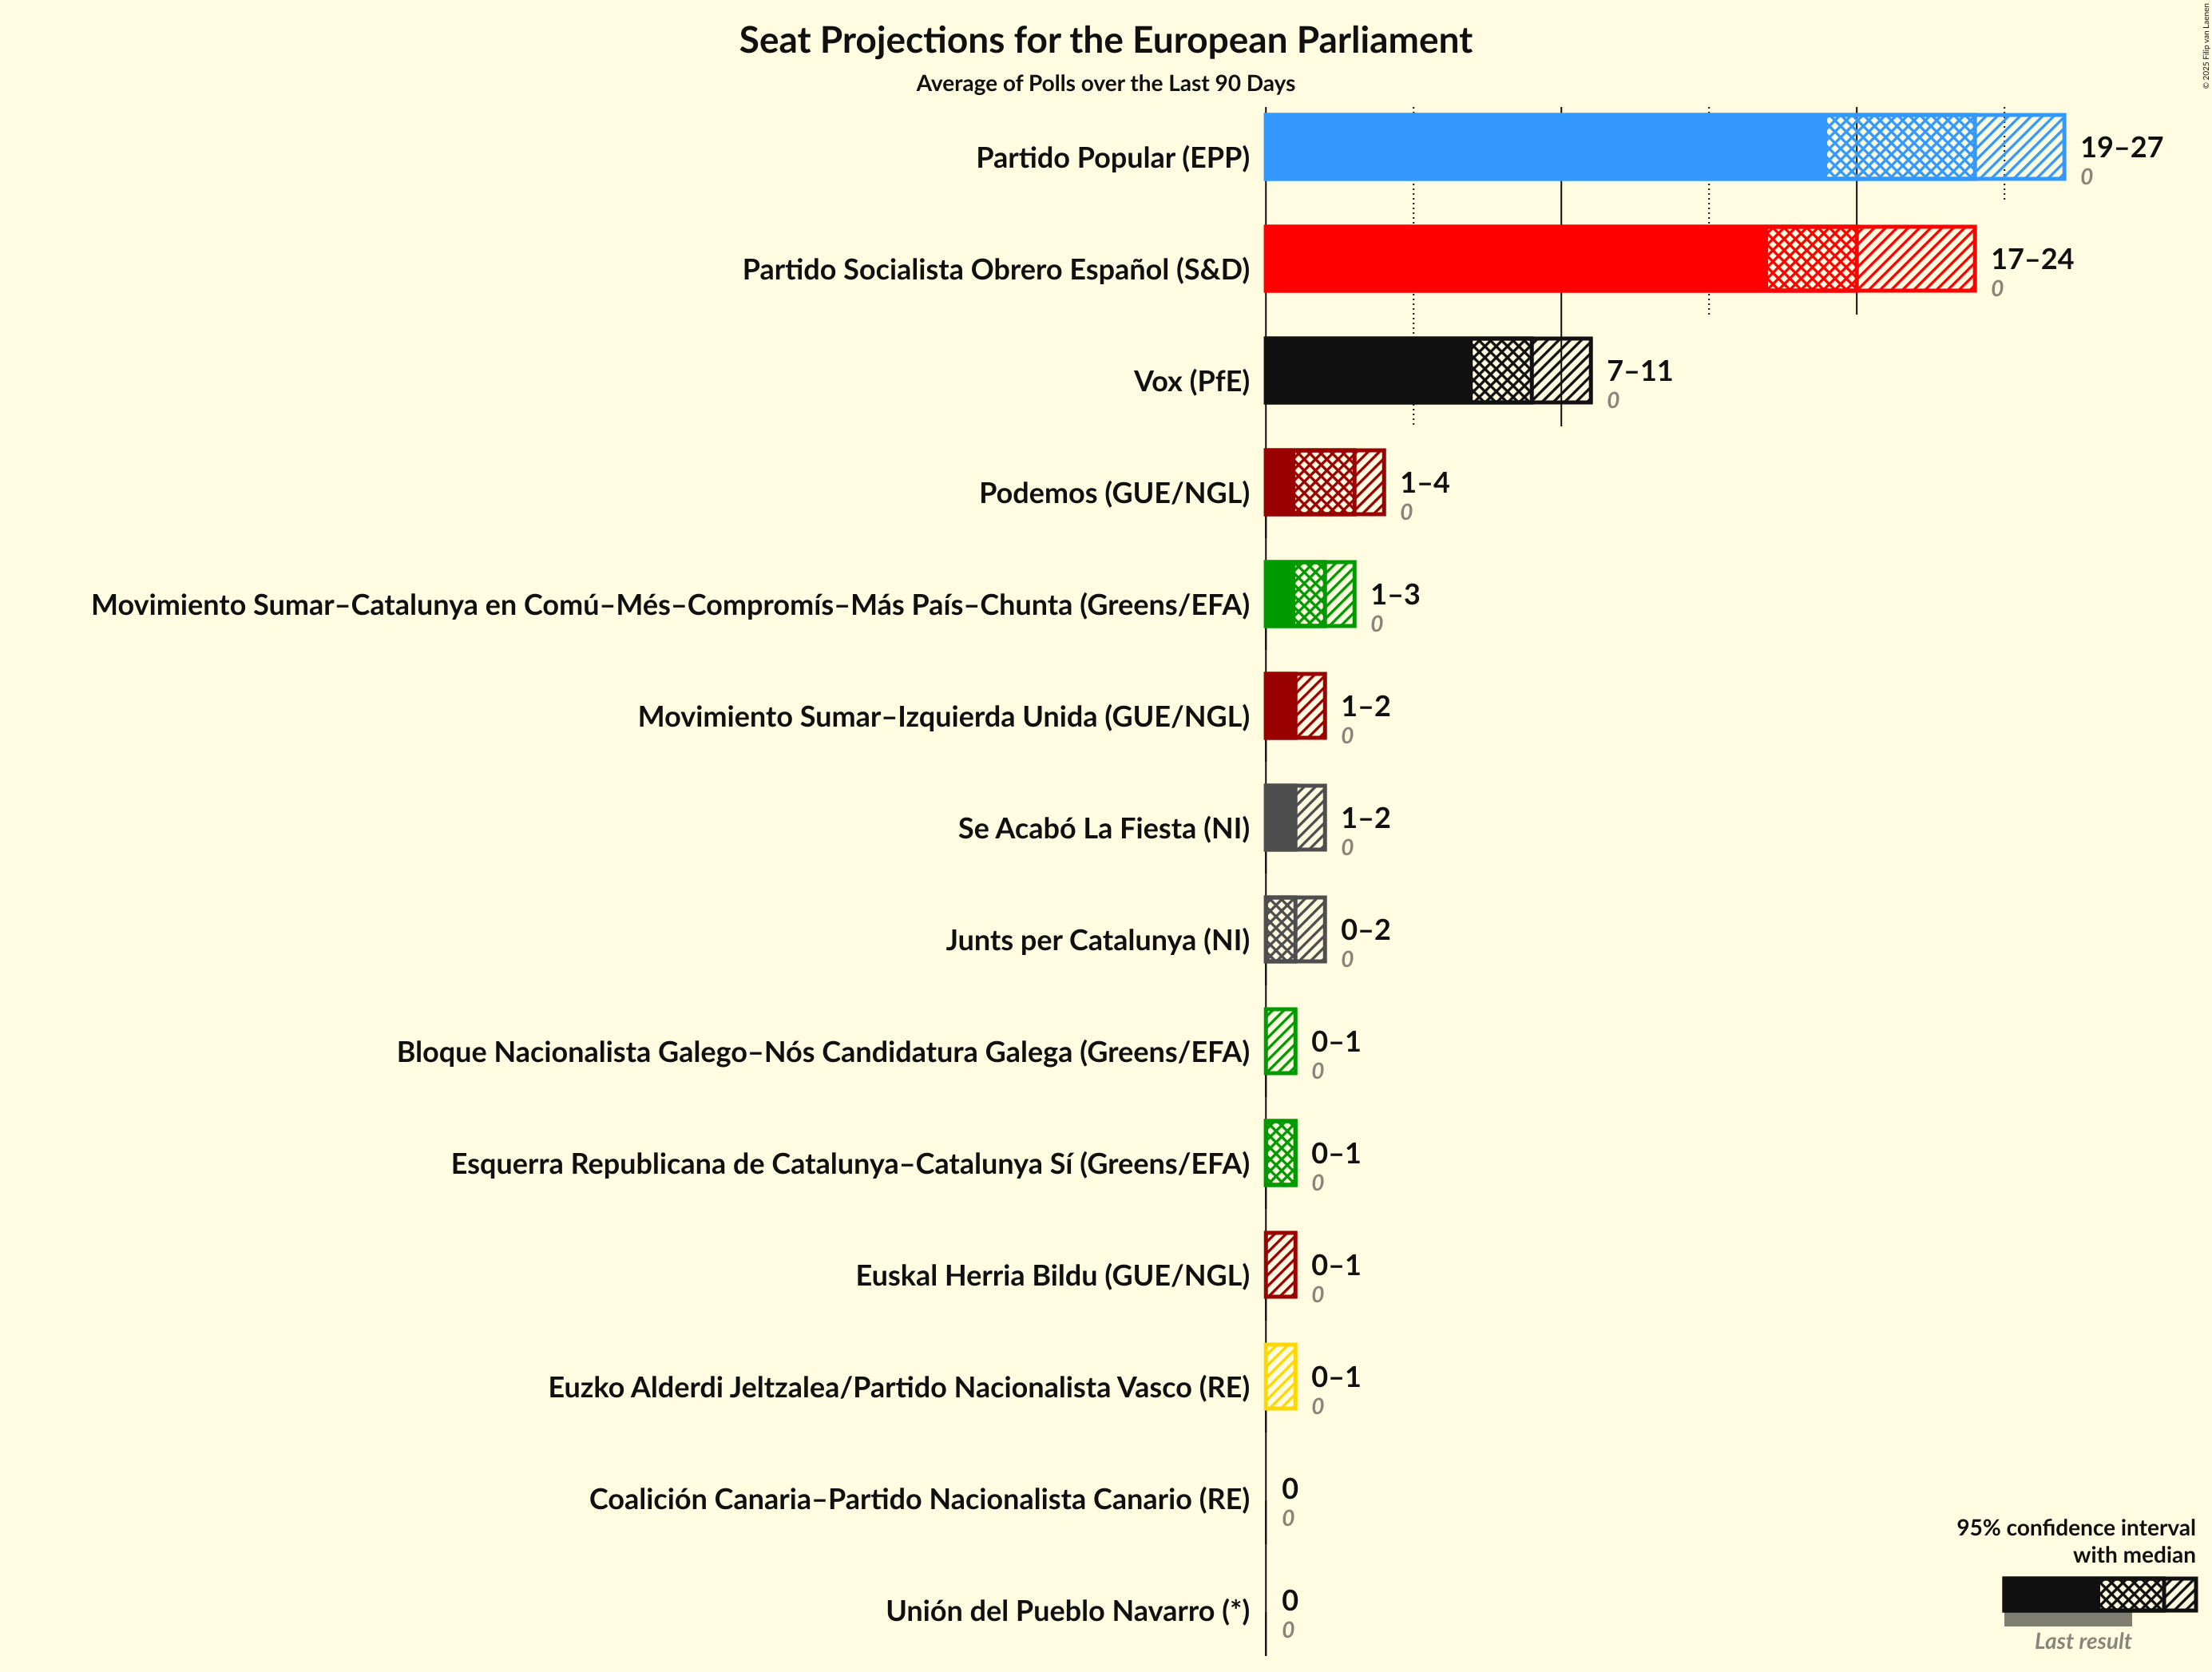 Seat Projections for the European Parliament
Average of Polls over the Last 90 Days
© 2025 Filip van Laenen
Partido Popular (EPP)
19–27
0
Partido Socialista Obrero Español (S&D)
17–24
0
Vox (PfE)
7–11
0
Podemos (GUE/NGL)
1–4
0
Movimiento Sumar–Catalunya en Comú–Més–Compromís–Más País–Chunta (Greens/EFA)
1–3
0
Movimiento Sumar–Izquierda Unida (GUE/NGL)
1–2
0
Se Acabó La Fiesta (NI)
1–2
0
Junts per Catalunya (NI)
0–2
0
Bloque Nacionalista Galego–Nós Candidatura Galega (Greens/EFA)
0–1
0
Esquerra Republicana de Catalunya–Catalunya Sí (Greens/EFA)
0–1
0
Euskal Herria Bildu (GUE/NGL)
0–1
0
Euzko Alderdi Jeltzalea/Partido Nacionalista Vasco (RE)
0–1
0
Coalición Canaria–Partido Nacionalista Canario (RE)
0
0
Unión del Pueblo Navarro (*)
0
0
95% confidence interval
with median
Last result